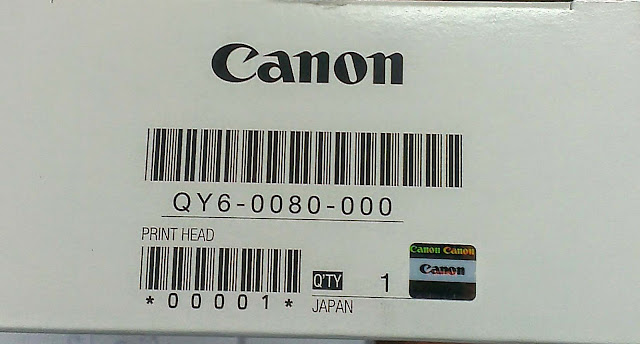 Canon
QY6-0080-000
PRINT HEAD
*00001*
Q'TY 1
JAPAN
Canon Canon
Canon